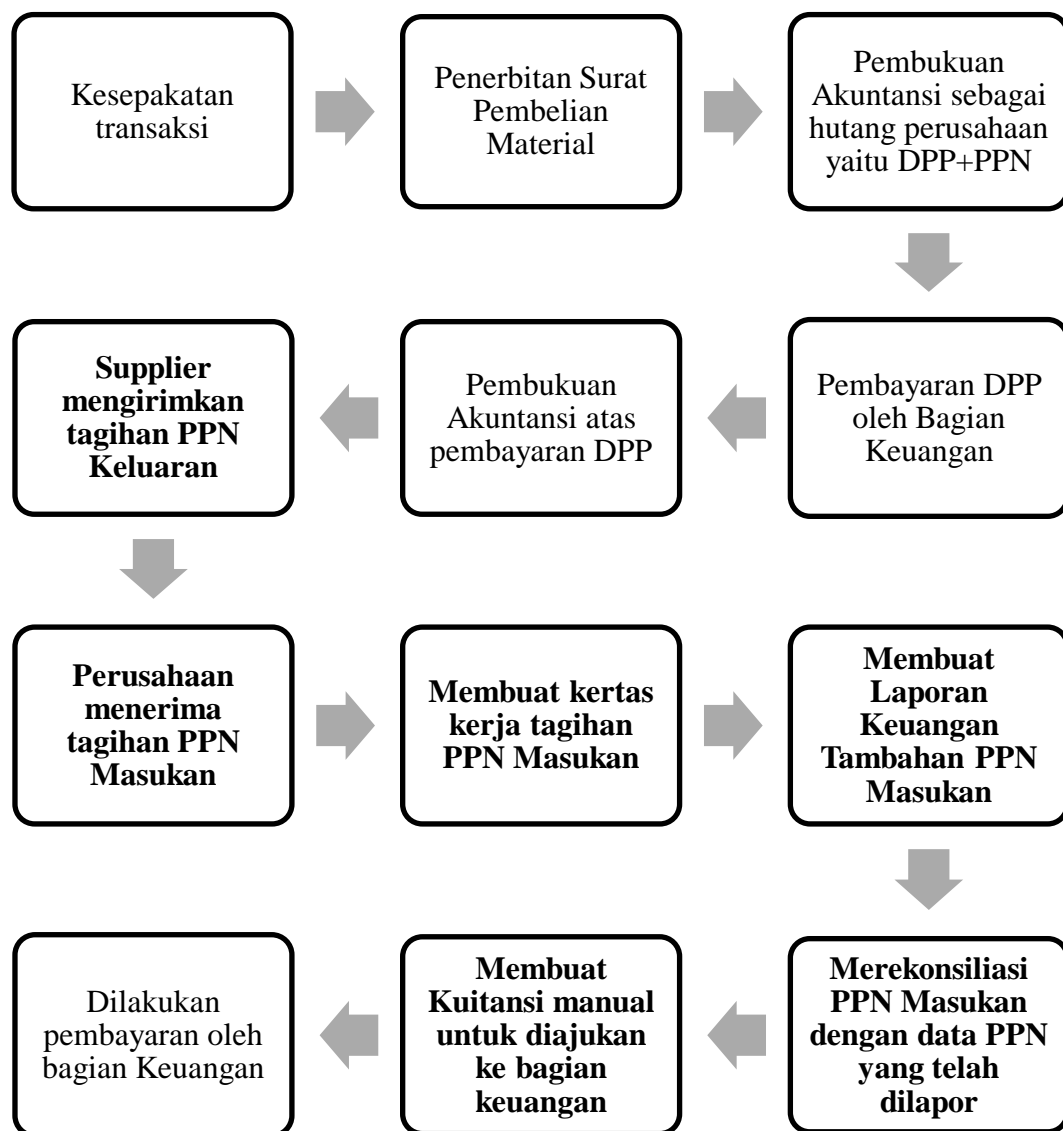 Kesepakatan
transaksi
Penerbitan Surat
Pembelian
Material
Pembukuan
Akuntansi sebagai
hutang perusahaan
yaitu DPP+PPN
Pembayaran DPP
oleh Bagian
Keuangan
Pembukuan
Akuntansi atas
pembayaran DPP
Supplier
mengirimkan
tagihan PPN
Keluaran
Perusahaan
menerima
tagihan PPN
Masukan
Membuat kertas
kerja tagihan
PPN Masukan
Membuat
Laporan
Keuangan
Tambahan PPN
Masukan
Merekonsiliasi
PPN Masukan
dengan data PPN
yang telah
dilapor
Membuat
Kuitansi manual
untuk diajukan
ke bagian
keuangan
Dilakukan
pembayaran oleh
bagian Keuangan